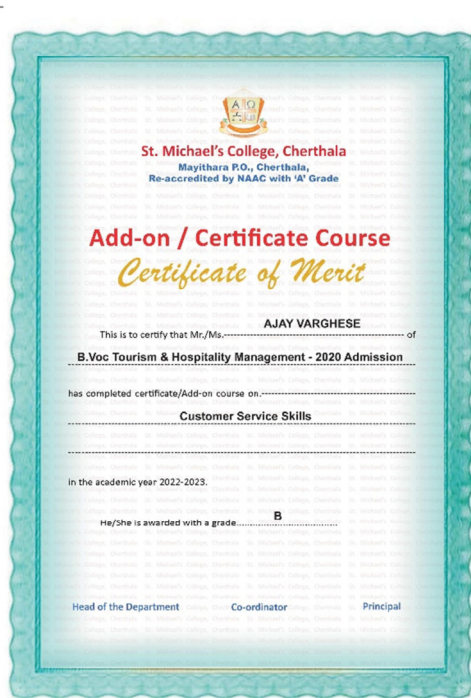 St. Michael's College, Cherthala
Mayithara P.O., Cherthala,
Re-accredited by NAAC with 'A' Grade
Add-on / Certificate Course
Certificate of Merit
This is to certify that Mr./Ms. AJAY VARGHESE of
B.Voc Tourism & Hospitality Management - 2020 Admission
has completed certificate/Add-on course on.
Customer Service Skills
in the academic year 2022-2023.
He/She is awarded with a grade B
Head of the Department Co-ordinator Principal